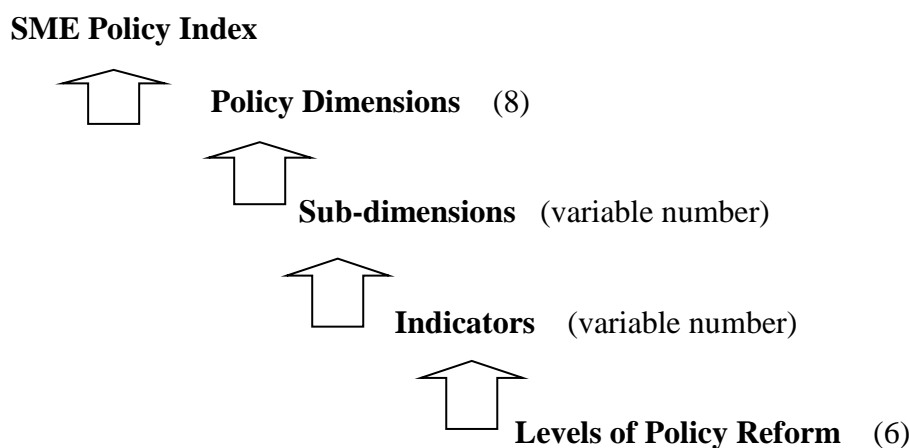 SME Policy Index
Policy Dimensions (8)
Sub-dimensions (variable number)
Indicators (variable number)
Levels of Policy Reform (6)